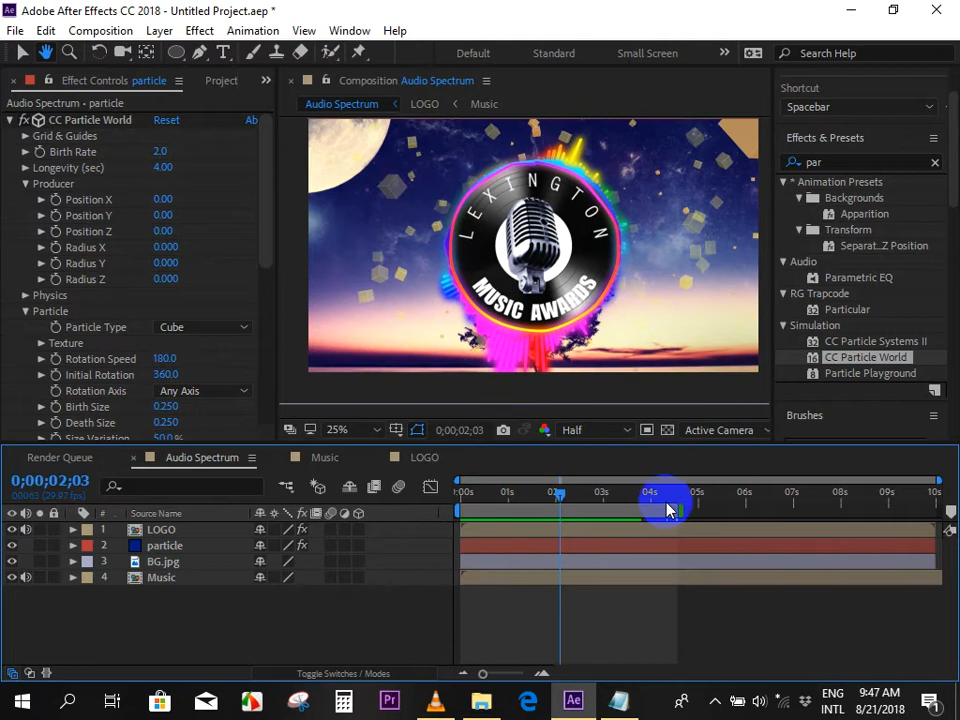 Adobe After Effects CC 2018 - Untitled Project.aep *
File Edit Composition Layer Effect Animation View Window Help
Default Standard Small Screen Search Help
Effect Controls particle Project
Audio Spectrum • particle
fx CC Particle World Reset Ab
Grid & Guides
Birth Rate 2.0
Longevity (sec) 4.00
Producer
Position X 0.00
Position Y 0.00
Position Z 0.00
Radius X 0.000
Radius Y 0.000
Radius Z 0.000
Physics
Particle
Particle Type Cube
Texture
Rotation Speed 180.0
Initial Rotation 360.0
Rotation Axis Any Axis
Birth Size 0.250
Death Size 0.250
Size Variation 50.0 %
Composition Audio Spectrum
Audio Spectrum LOGO Music
LEXINGTON
MUSIC AWARDS
25% 0;00;02;03 Half Active Camera
Shortcut
Spacebar
Effects & Presets
par
* Animation Presets
Backgrounds
Apparition
Transform
Separat...Z Position
Audio
Parametric EQ
RG Trapcode
Particular
Simulation
CC Particle Systems II
CC Particle World
Particle Playground
Brushes
Render Queue Audio Spectrum Music LOGO
0;00;02;03
00063 (29.97 fps)
:00s 01s 02s 03s 04s 05s 06s 07s 08s 09s 10s
# Source Name
1 LOGO
2 particle
3 BG.jpg
4 Music
Toggle Switches / Modes
ENG 9:47 AM
INTL 8/21/2018